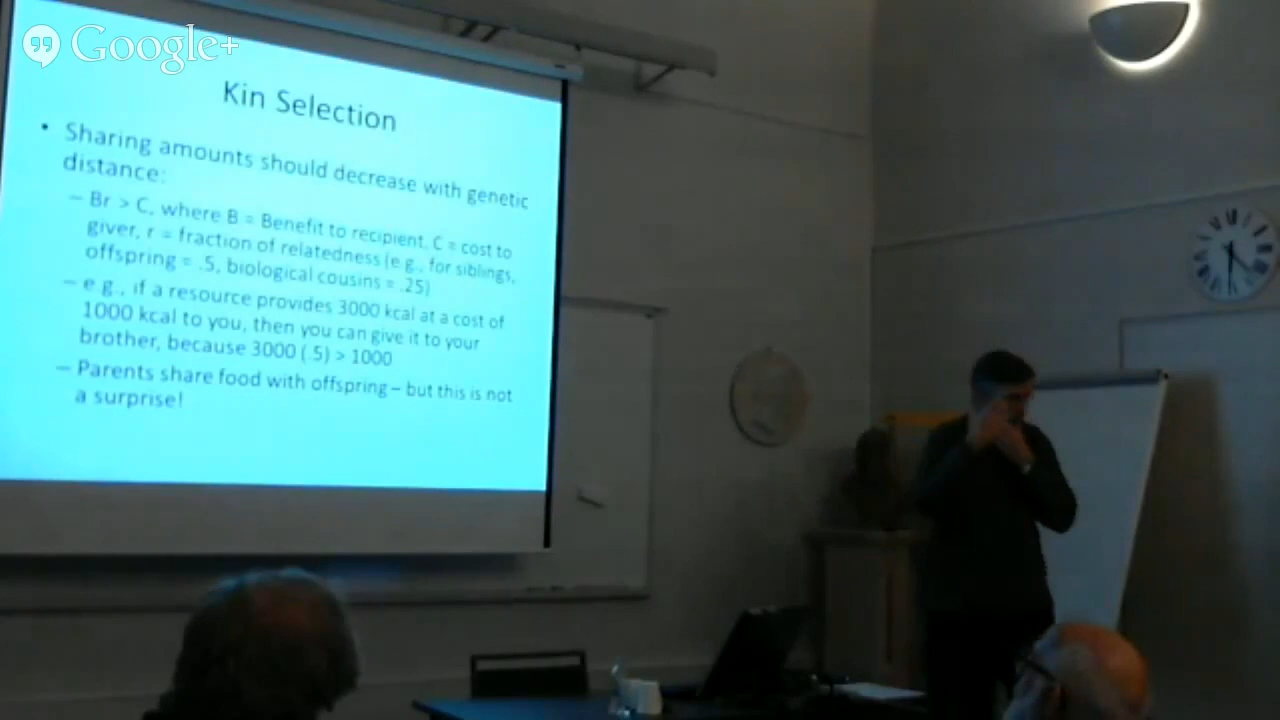 Google+
Kin Selection
• Sharing amounts should decrease with genetic
distance:
– Br > C, where B = Benefit to recipient, C = cost to
giver, r = fraction of relatedness (e.g., for siblings,
offspring = .5, biological cousins = .25)
– e.g., if a resource provides 3000 kcal at a cost of
1000 kcal to you, then you can give it to your
brother, because 3000 (.5) > 1000
– Parents share food with offspring – but this is not
a surprise!